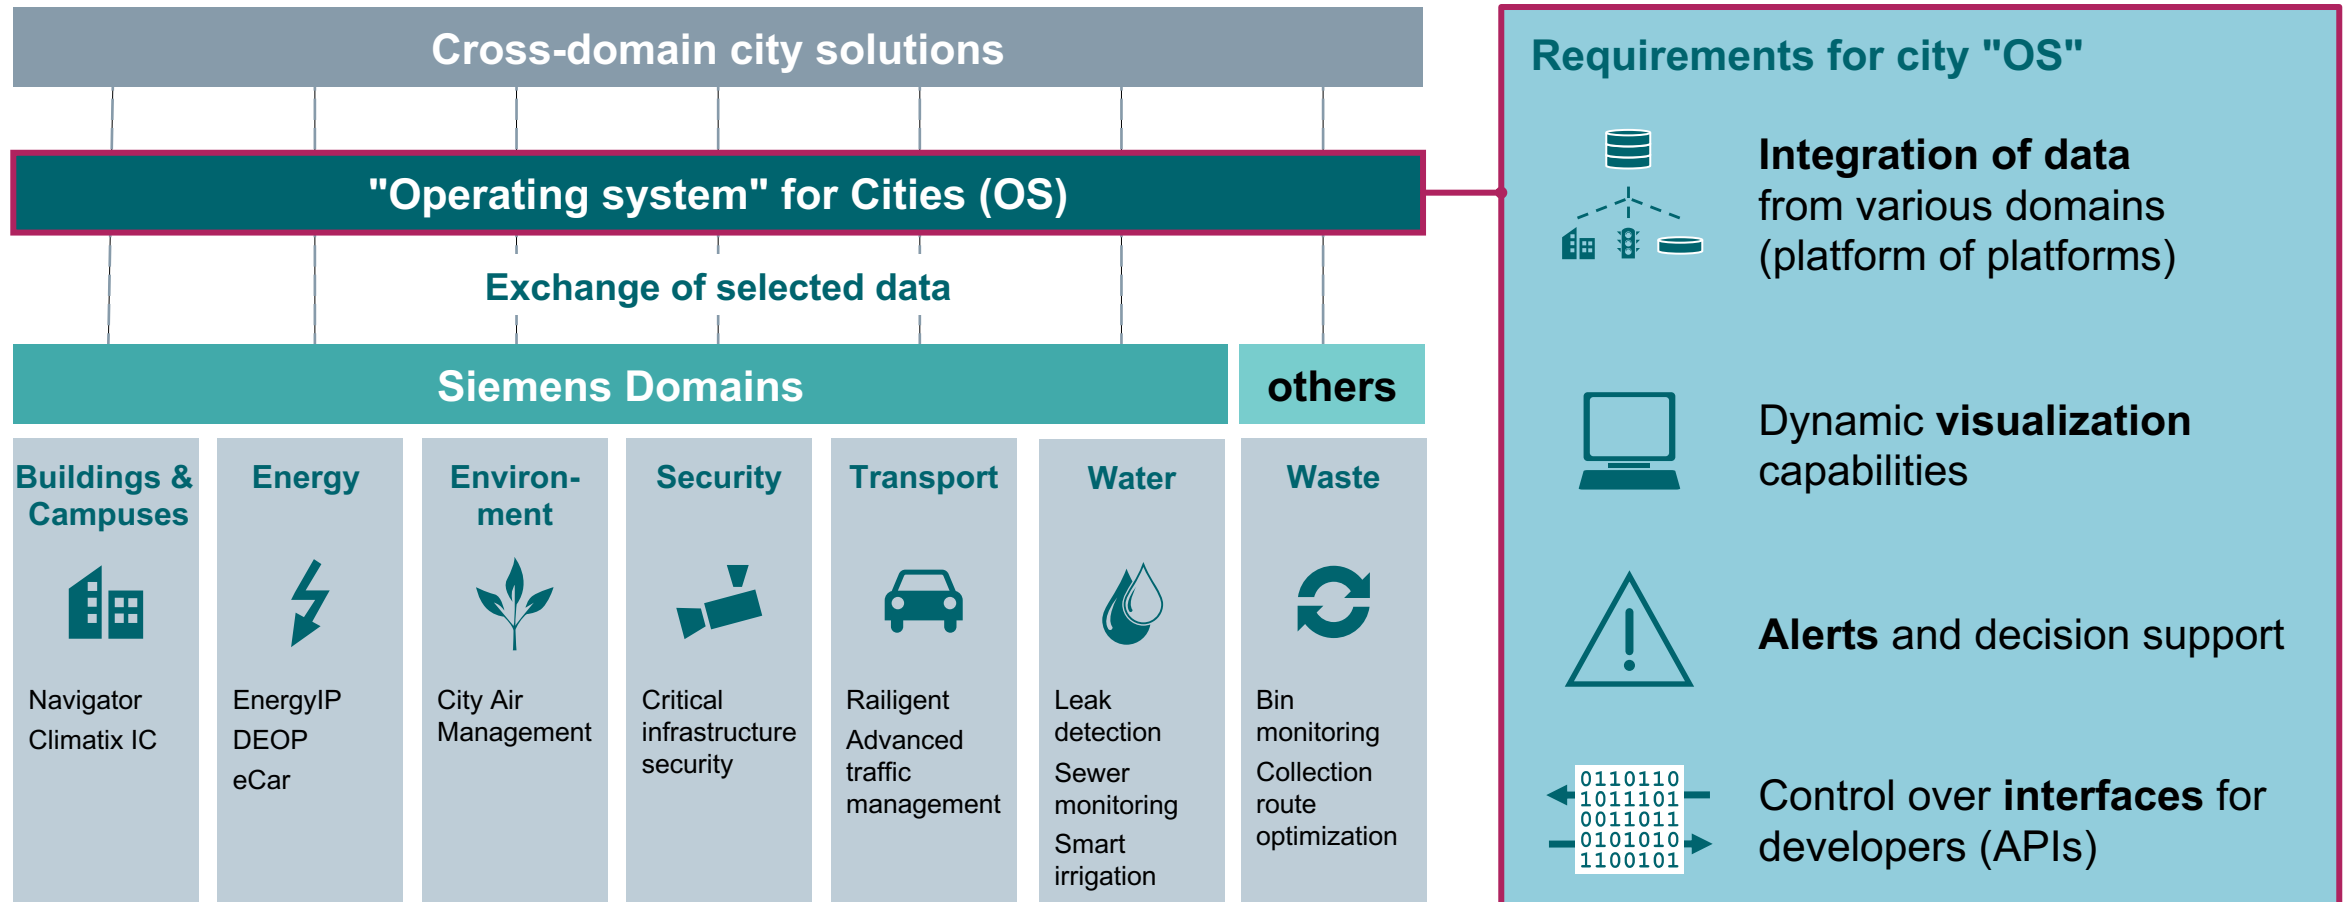 Cross-domain city solutions
"Operating system" for Cities (OS)
Exchange of selected data
Siemens Domains
others
Buildings &
Campuses
Navigator
Climatix IC
Energy
EnergyIP
DEOP
eCar
Environ-
ment
City Air
Management
Security
Critical
infrastructure
security
Transport
Railigent
Advanced
traffic
management
Water
Leak
detection
Sewer
monitoring
Smart
irrigation
Waste
Bin
monitoring
Collection
route
optimization
Requirements for city "OS"
Integration of data
from various domains
(platform of platforms)
Dynamic visualization
capabilities
Alerts and decision support
0110110
1011101
0011011
0101010
1100101
Control over interfaces for
developers (APIs)